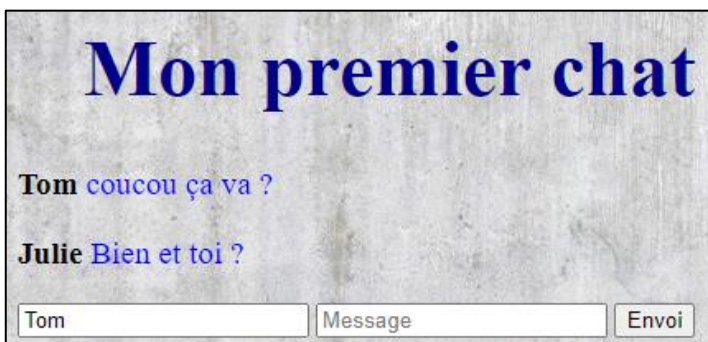 Mon premier chat
Tom coucou ça va ?
Julie Bien et toi ?
Tom Message Envoi